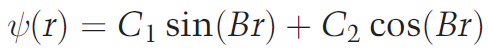 ψ(r) = C₁ sin(Br) + C₂ cos(Br)